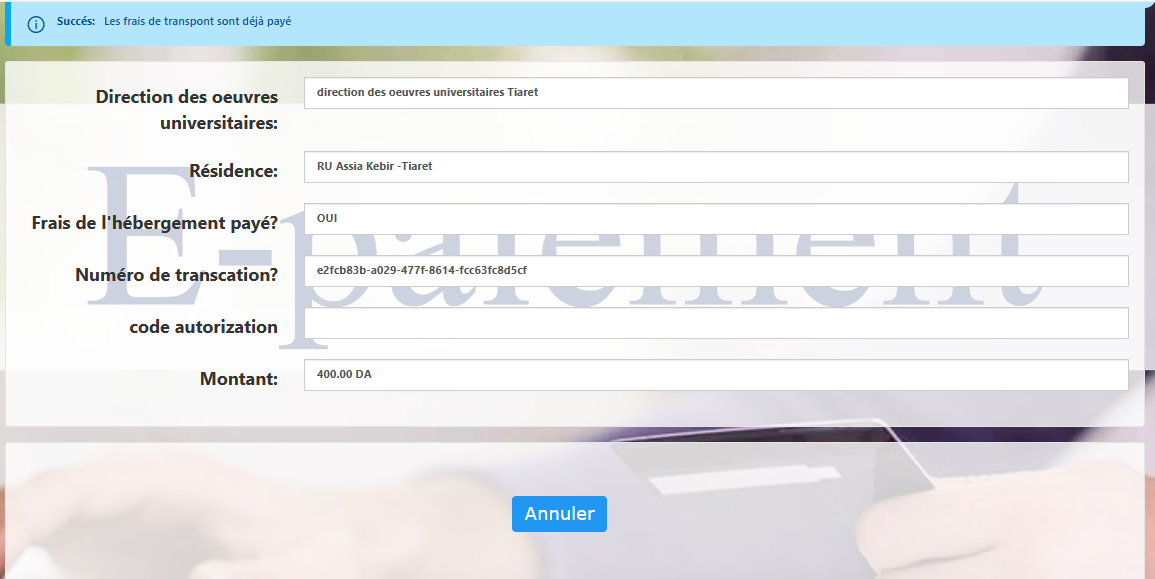 Succés: Les frais de transpont sont déjà payé
Direction des oeuvres
universitaires:
direction des oeuvres universitaires Tiaret
Résidence:
RU Assia Kebir -Tiaret
Frais de l'hébergement payé?
OUI
Numéro de transcation?
e2fcb83b-a029-477f-8614-fcc63fc8d5cf
code autorization
Montant:
400.00 DA
E-paiement
Annuler